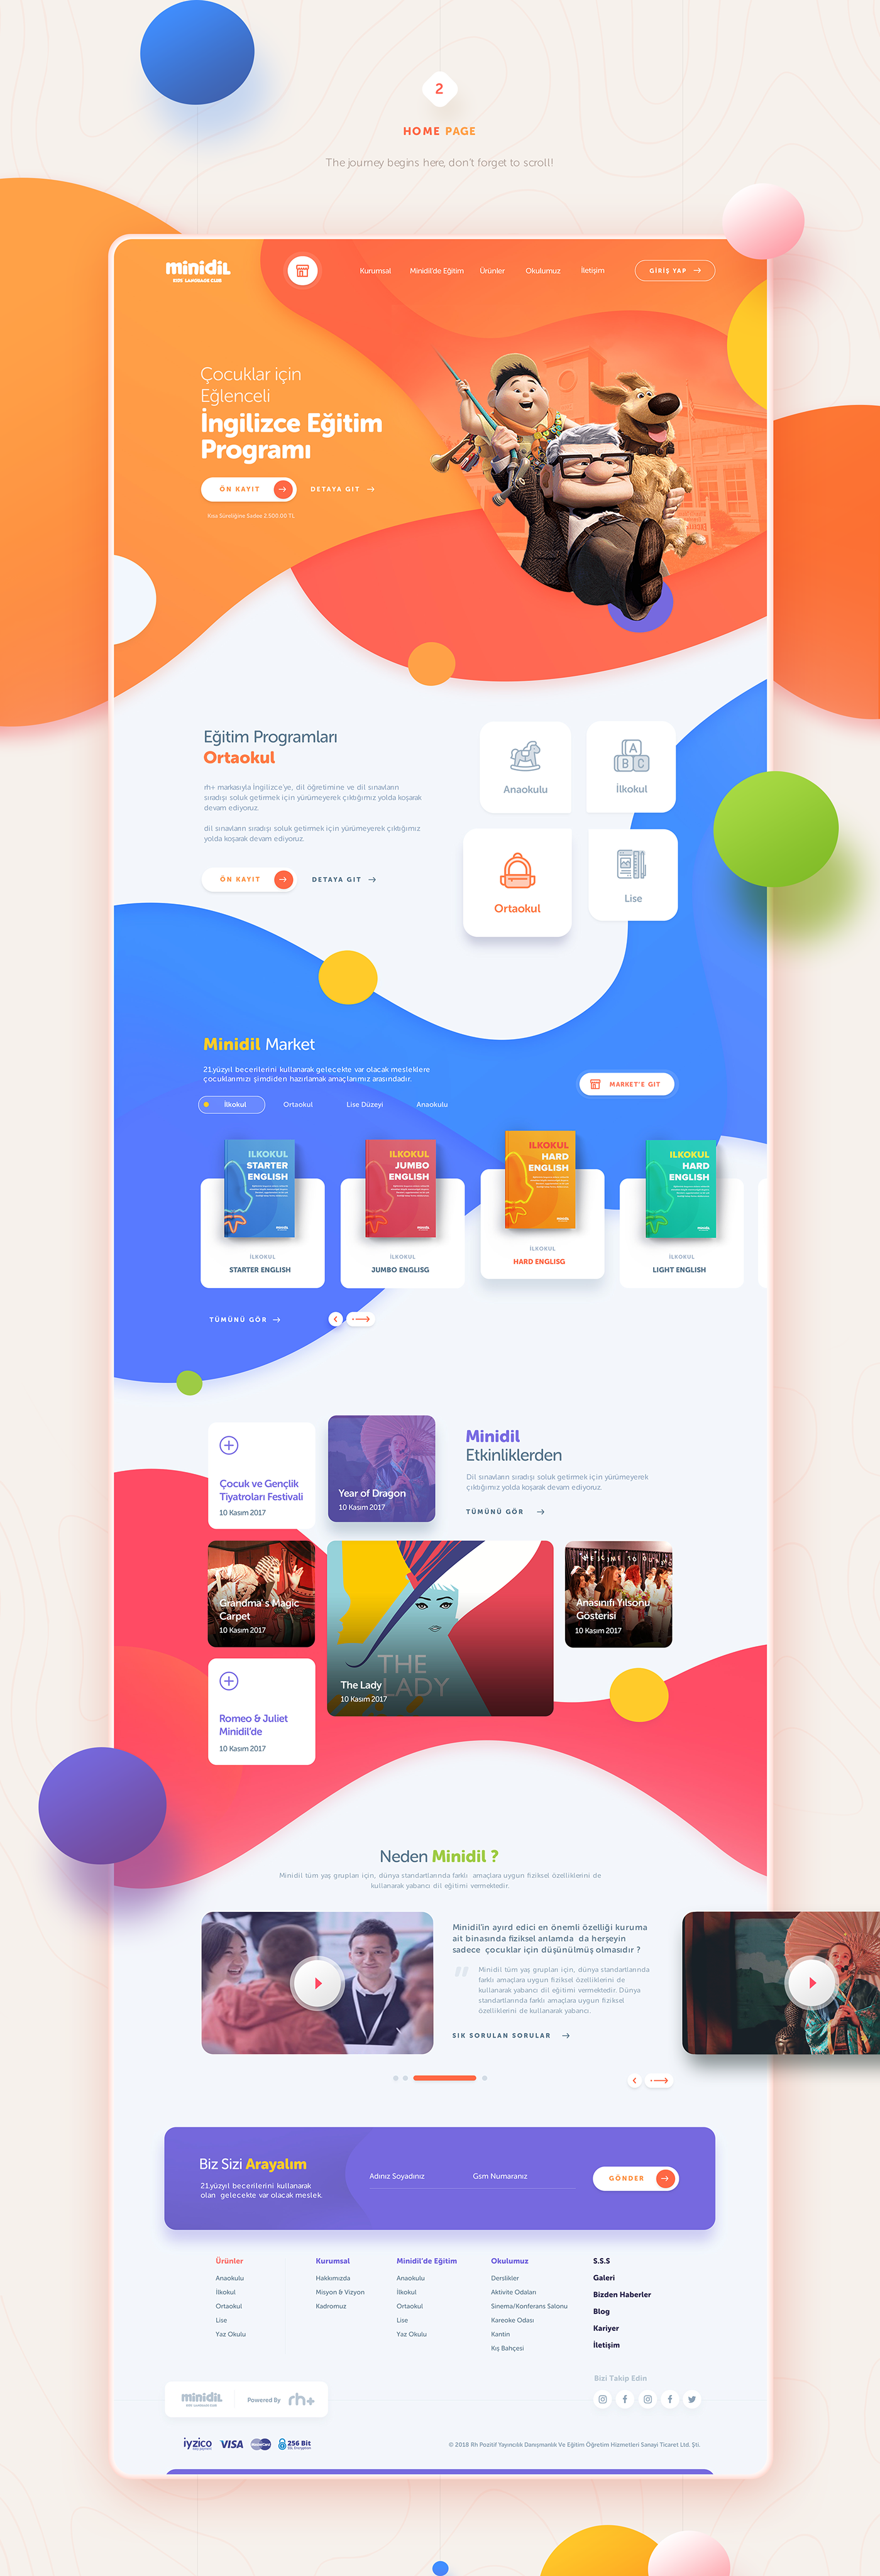 2
HOME PAGE
The journey begins here, don't forget to scroll!
minidil
Kurumsal
Minidil'de Eğitim
Ürünler
Okulumuz
İletişim
GİRİŞ YAP
Çocuklar için
Eğlenceli
İngilizce Eğitim
Programı
ÖN KAYIT
DETAYA GIT
Kısa Süreliğine Sadee 2.500.00 TL
Eğitim Programları
Ortaokul
rh+ markasıyla İngilizce'ye, dil öğretimine ve dil sınavların
sıradışı soluk getirmek için yürümeyerek çıktığımız yolda koşarak
devam ediyoruz.
dil sınavların sıradışı soluk getirmek için yürümeyerek çıktığımız
yolda koşarak devam ediyoruz.
ÖN KAYIT
DETAYA GIT
Anaokulu
A
B C
İlkokul
Ortaokul
Lise
Minidil Market
21.yüzyıl becerilerini kullanarak gelecekte var olacak mesleklere
çocuklarımızı şimdiden hazırlamak amaçlarımız arasındadır.
MARKET'E GIT
İlkokul
Ortaokul
Lise Düzeyi
Anaokulu
ILKOKUL
STARTER
ENGLISH
ILKOKUL
JUMBO
ENGLISH
ILKOKUL
HARD
ENGLISH
ILKOKUL
HARD
ENGLISH
İLKOKUL
STARTER ENGLISH
İLKOKUL
JUMBO ENGLISG
İLKOKUL
HARD ENGLISG
İLKOKUL
LIGHT ENGLISH
TÜMÜNÜ GÖR
Çocuk ve Gençlik
Tiyatroları Festivali
10 Kasım 2017
Year of Dragon
10 Kasım 2017
Minidil
Etkinliklerden
Dil sınavların sıradışı soluk getirmek için yürümeyerek
çıktığımız yolda koşarak devam ediyoruz.
TÜMÜNÜ GÖR
Grandma's Magic
Carpet
10 Kasım 2017
THE
LADY
The Lady
10 Kasım 2017
Anasınıfı Yılsonu
Gösterisi
10 Kasım 2017
Romeo & Juliet
Minidil'de
10 Kasım 2017
Neden Minidil ?
Minidil tüm yaş grupları için, dünya standartlarında farklı amaçlara uygun fiziksel özelliklerini de
kullanarak yabancı dil eğitimi vermektedir.
Minidil'in ayırd edici en önemli özelliği kuruma
ait binasında fiziksel anlamda da herşeyin
sadece çocuklar için düşünülmüş olmasıdır ?
Minidil tüm yaş grupları için, dünya standartlarında
farklı amaçlara uygun fiziksel özelliklerini de
kullanarak yabancı dil eğitimi vermektedir. Dünya
standartlarında farklı amaçlara uygun fiziksel
özelliklerini de kullanarak yabancı.
SIK SORULAN SORULAR
Biz Sizi Arayalım
21.yüzyıl becerilerini kullanarak
olan gelecekte var olacak meslek.
Adınız Soyadınız
Gsm Numaranız
GÖNDER
Ürünler
Anaokulu
İlkokul
Ortaokul
Lise
Yaz Okulu
Kurumsal
Hakkımızda
Misyon & Vizyon
Kadromuz
Minidil'de Eğitim
Anaokulu
İlkokul
Ortaokul
Lise
Yaz Okulu
Okulumuz
Derslikler
Aktivite Odaları
Sinema/Konferans Salonu
Kareoke Odası
Kantin
Kış Bahçesi
S.S.S
Galeri
Bizden Haberler
Blog
Kariyer
İletişim
Bizi Takip Edin
minidil
Powered By rh+
iyzico
VISA
256 Bit
© 2018 Rh Pozitif Yayıncılık Danışmanlık Ve Eğitim Öğretim Hizmetleri Sanayi Ticaret Ltd. Şti.